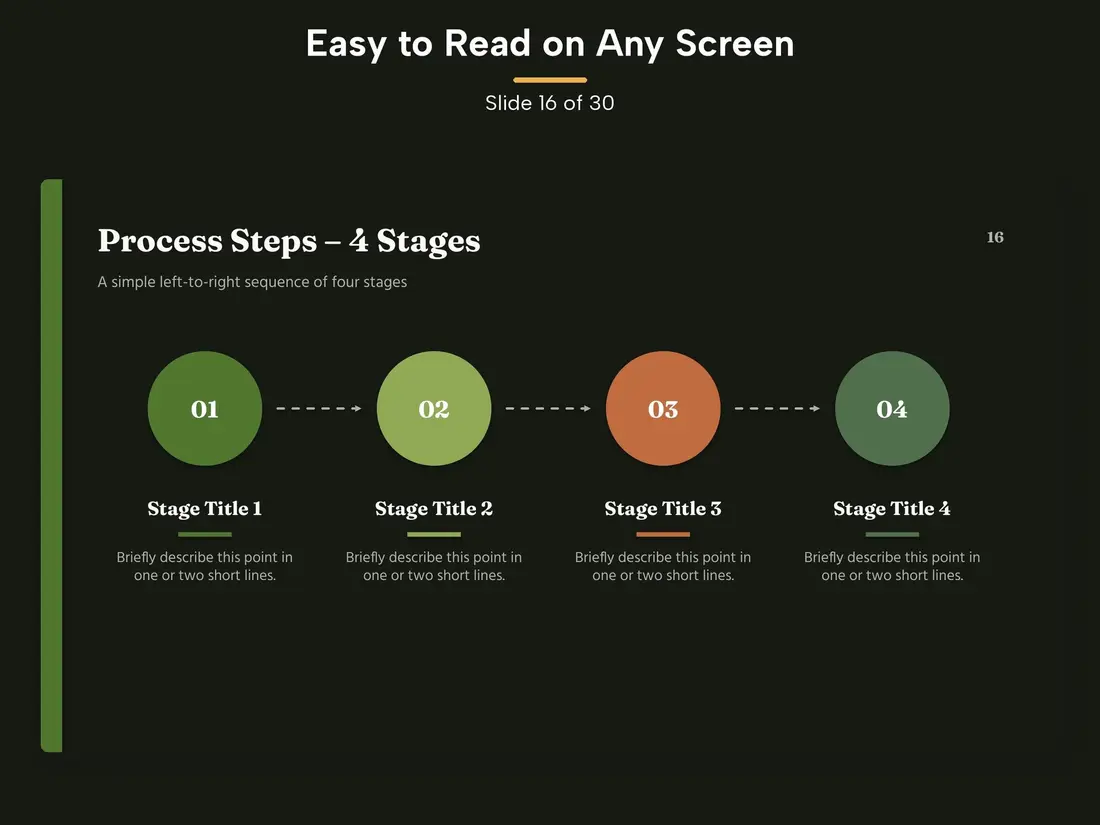 Easy to Read on Any Screen
Slide 16 of 30
Process Steps – 4 Stages
16
A simple left-to-right sequence of four stages
01
02
03
04
Stage Title 1
Stage Title 2
Stage Title 3
Stage Title 4
Briefly describe this point in
one or two short lines.
Briefly describe this point in
one or two short lines.
Briefly describe this point in
one or two short lines.
Briefly describe this point in
one or two short lines.